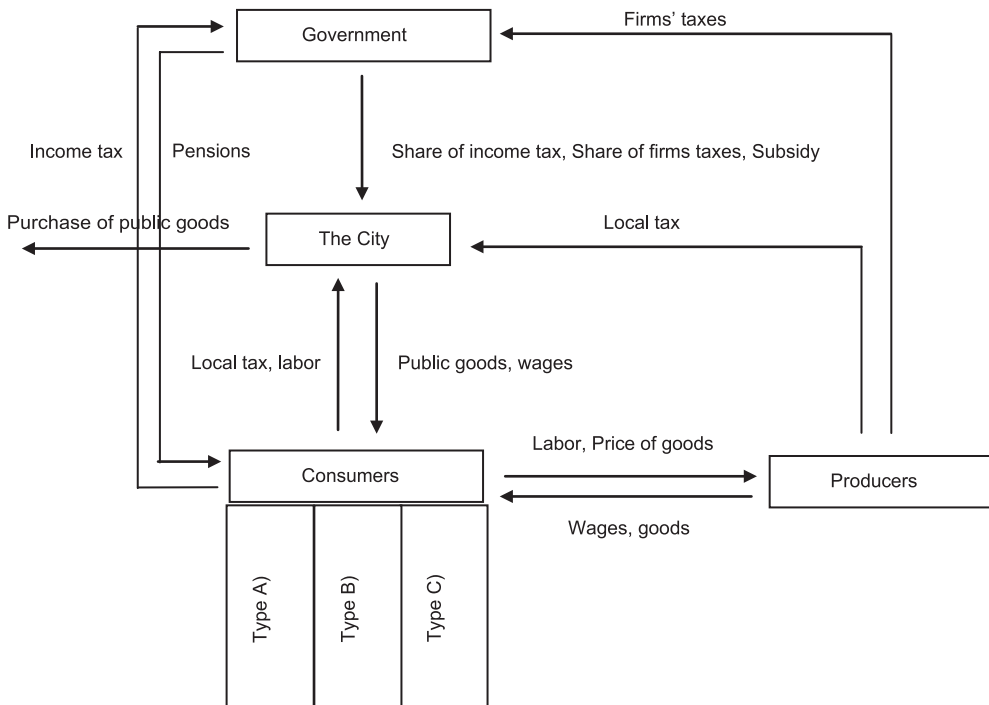 Firms’ taxes
Government
Income tax
Pensions
Share of income tax, Share of firms taxes, Subsidy
Purchase of public goods
The City
Local tax
Local tax, labor
Public goods, wages
Labor, Price of goods
Consumers
Producers
Wages, goods
Type A)
Type B)
Type C)